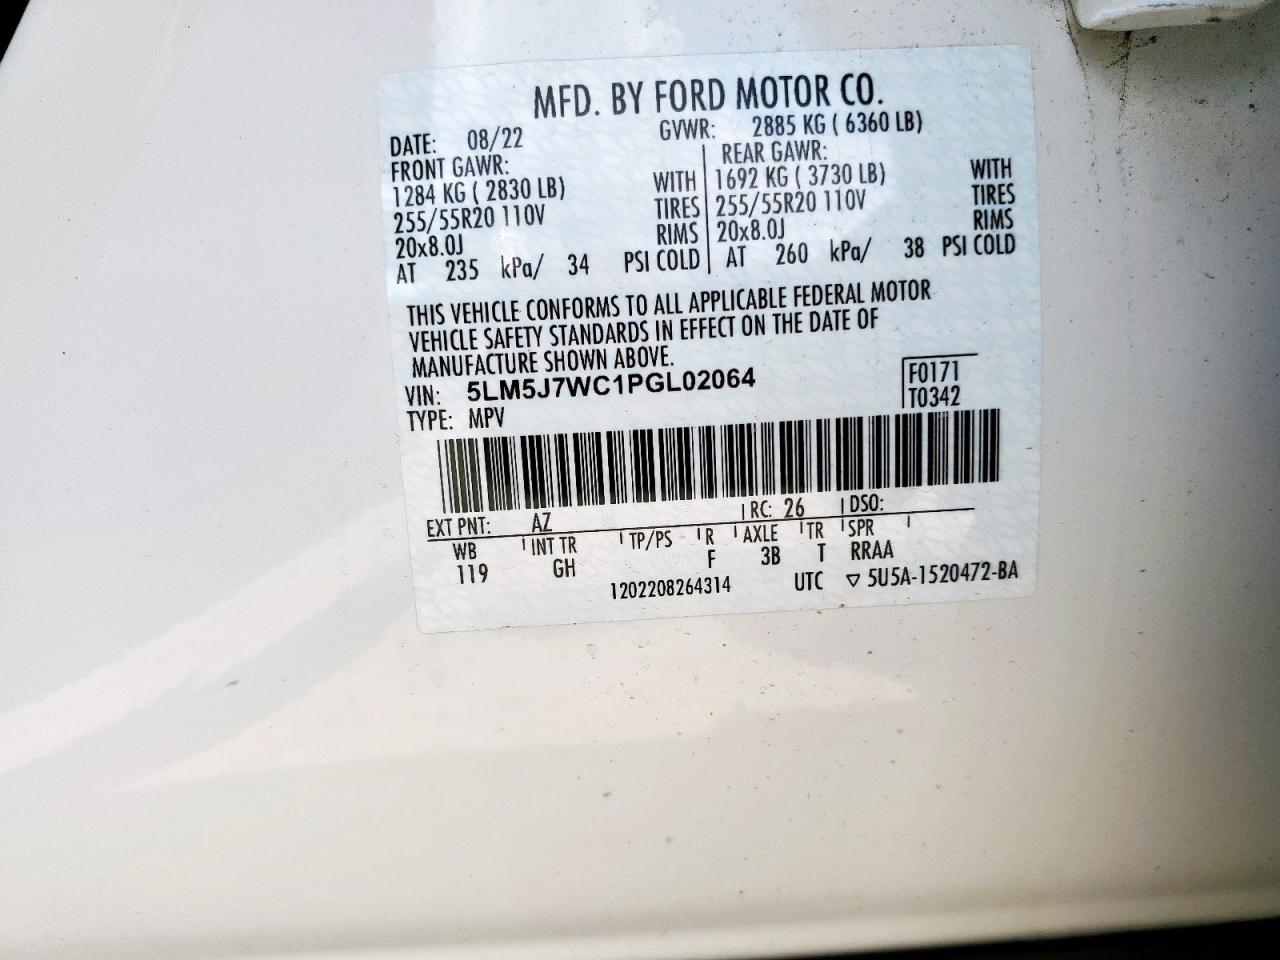 MFD. BY FORD MOTOR CO.
DATE: 08/22 GVWR: 2885 KG ( 6360 LB)
FRONT GAWR: REAR GAWR:
1284 KG ( 2830 LB) WITH 1692 KG ( 3730 LB) WITH
255/55R20 110V TIRES 255/55R20 110V TIRES
20x8.0J RIMS 20x8.0J RIMS
AT 235 kPa/ 34 PSI COLD AT 260 kPa/ 38 PSI COLD
THIS VEHICLE CONFORMS TO ALL APPLICABLE FEDERAL MOTOR
VEHICLE SAFETY STANDARDS IN EFFECT ON THE DATE OF
MANUFACTURE SHOWN ABOVE.
VIN: 5LM5J7WC1PGL02064 F0171
TYPE: MPV T0342
EXT PNT: AZ RC: 26 DSO:
WB INT TR TP/PS R AXLE TR SPR
119 GH F 3B T RRAA
1202208264314 UTC ▽ 5U5A-1520472-BA